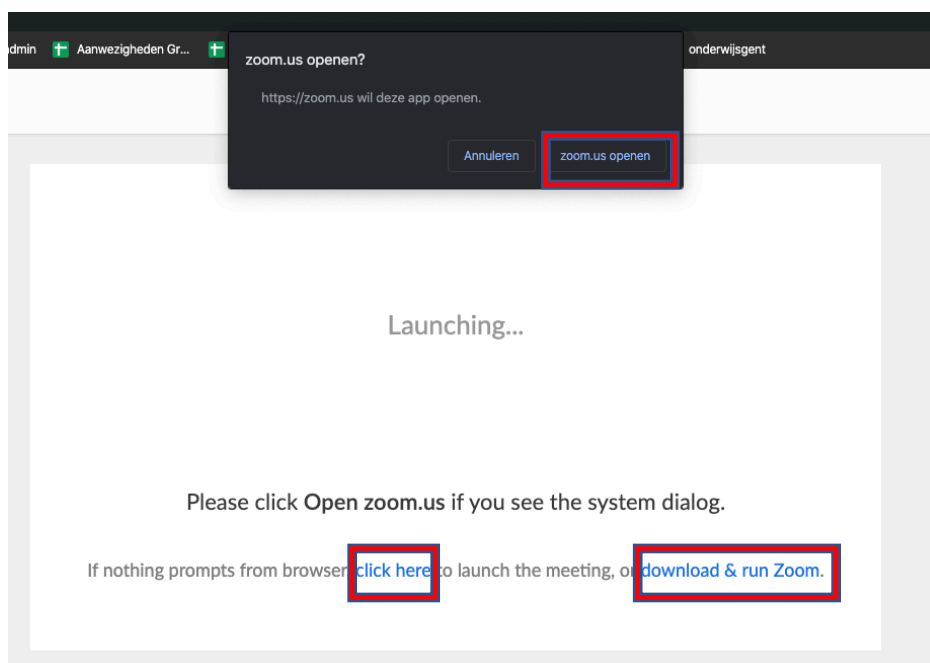 admin Aanwezigheden Gr... onderwijsgent
zoom.us openen?
https://zoom.us wil deze app openen.
Annuleren zoom.us openen
Launching...
Please click Open zoom.us if you see the system dialog.
If nothing prompts from browser click here to launch the meeting, or download & run Zoom.